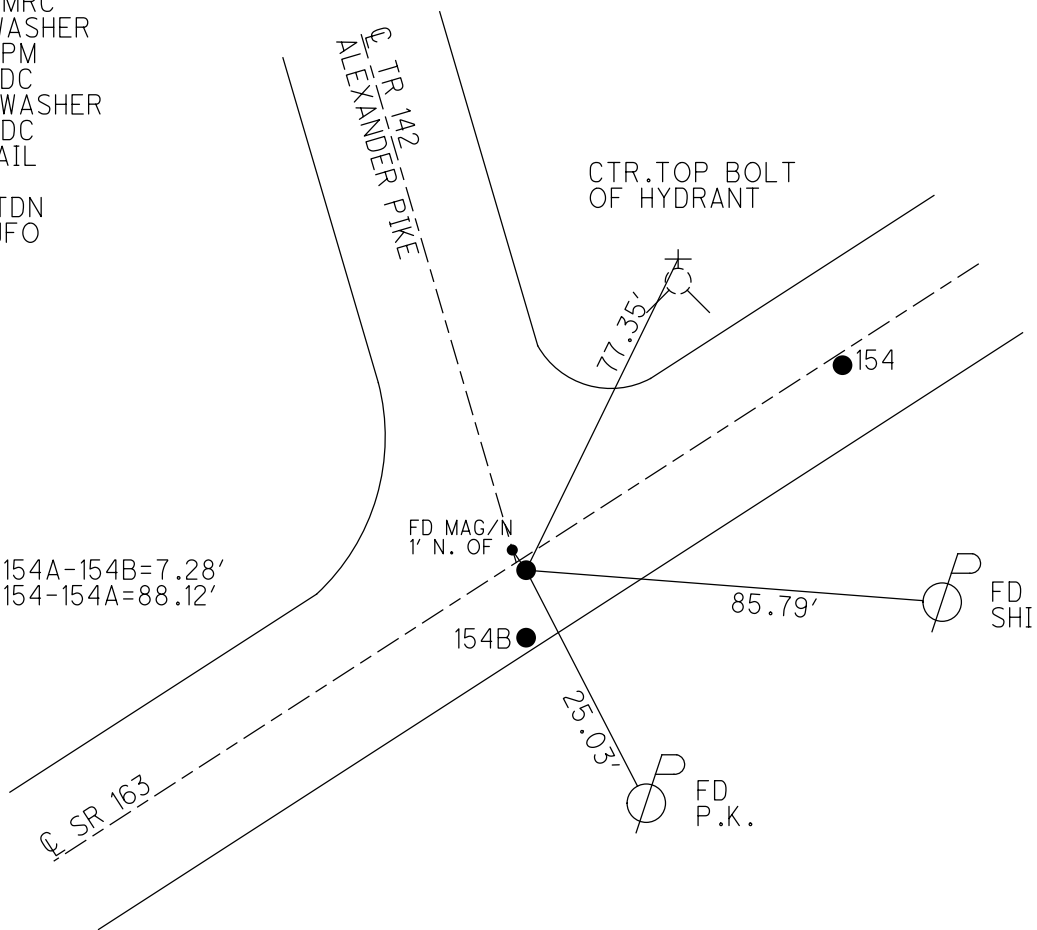 MRC
WASHER
PM
DC
WASHER
DC
AIL
TDN
JFO
℄ TR 142
ALEXANDER PIKE
CTR.TOP BOLT
OF HYDRANT
77.35'
154
FD MAG/N
1' N. OF
154A-154B=7.28'
154-154A=88.12'
85.79'
FD
SHI
154B
25.03'
FD
P.K.
℄ SR 163